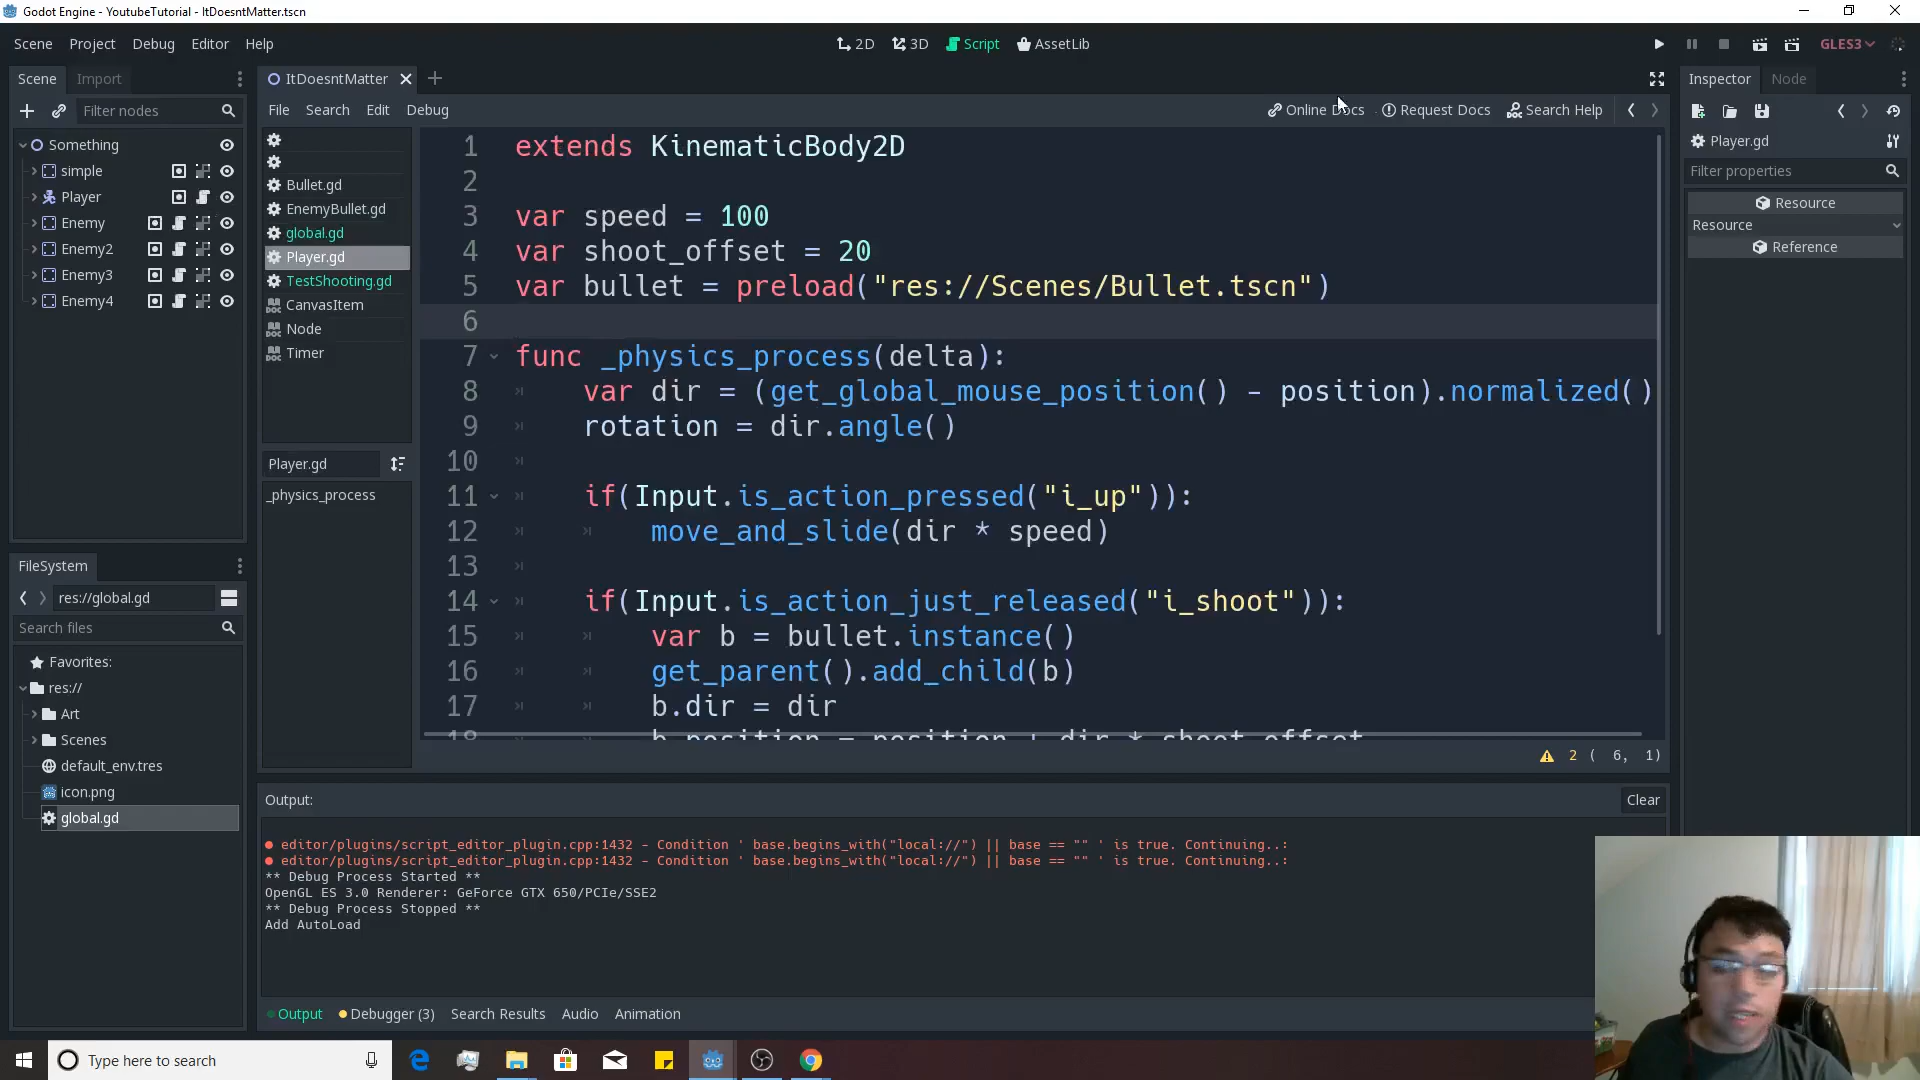 Godot Engine - YoutubeTutorial - ItDoesntMatter.tscn
Scene Project Debug Editor Help
2D 3D Script AssetLib
GLES3
Scene Import
ItDoesntMatter
Inspector Node
Filter nodes
File Search Edit Debug
Online Docs Request Docs Search Help
Something
simple
Player
Enemy
Enemy2
Enemy3
Enemy4
Bullet.gd
EnemyBullet.gd
global.gd
Player.gd
TestShooting.gd
CanvasItem
Node
Timer
Player.gd
_physics_process
1 extends KinematicBody2D
2
3 var speed = 100
4 var shoot_offset = 20
5 var bullet = preload("res://Scenes/Bullet.tscn")
6
7 func _physics_process(delta):
8 var dir = (get_global_mouse_position() - position).normalized()
9 rotation = dir.angle()
10
11 if(Input.is_action_pressed("i_up")):
12 move_and_slide(dir * speed)
13
14 if(Input.is_action_just_released("i_shoot")):
15 var b = bullet.instance()
16 get_parent().add_child(b)
17 b.dir = dir
18 b.position = position + dir * shoot_offset
2 ( 6, 1)
Player.gd
Filter properties
Resource
Resource
Reference
FileSystem
res://global.gd
Search files
Favorites:
res://
Art
Scenes
default_env.tres
icon.png
global.gd
Output:
Clear
editor/plugins/script_editor_plugin.cpp:1432 - Condition ' base.begins_with("local://") || base == "" ' is true. Continuing..:
editor/plugins/script_editor_plugin.cpp:1432 - Condition ' base.begins_with("local://") || base == "" ' is true. Continuing..:
** Debug Process Started **
OpenGL ES 3.0 Renderer: GeForce GTX 650/PCIe/SSE2
** Debug Process Stopped **
Add AutoLoad
Output Debugger (3) Search Results Audio Animation
Type here to search